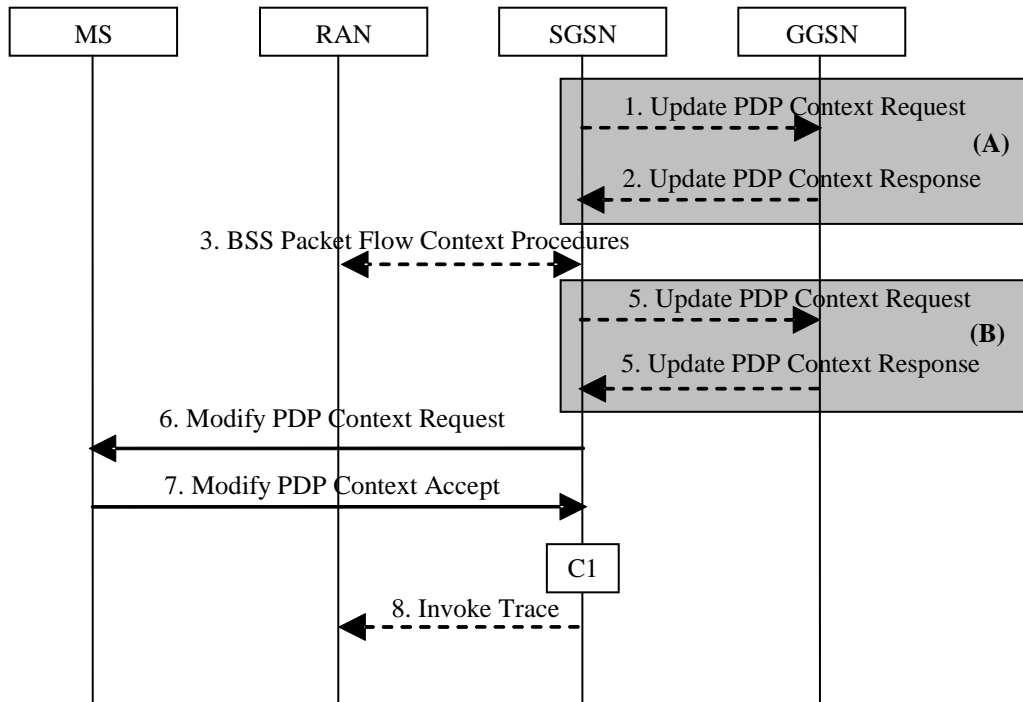 MS
RAN
SGSN
GGSN
1. Update PDP Context Request
(A)
2. Update PDP Context Response
3. BSS Packet Flow Context Procedures
5. Update PDP Context Request
(B)
5. Update PDP Context Response
6. Modify PDP Context Request
7. Modify PDP Context Accept
C1
8. Invoke Trace